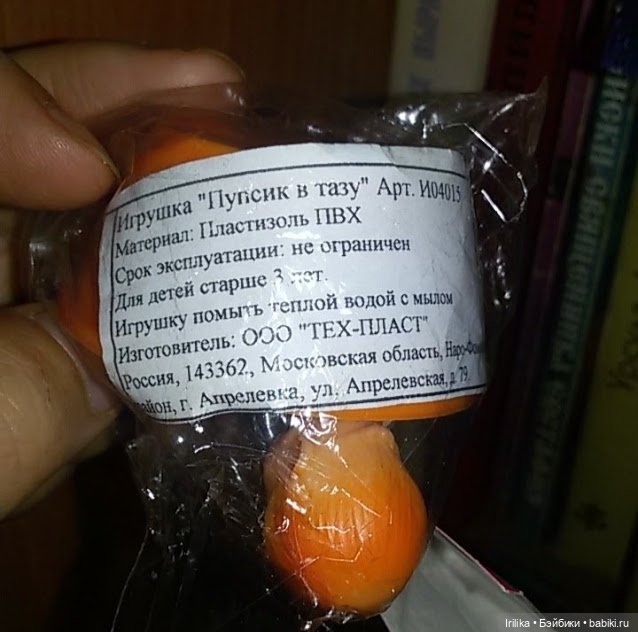 Игрушка "Пупсик в тазу" Арт. И04015
Материал: Пластизоль ПВХ
Срок эксплуатации: не ограничен
Для детей старше 3 лет.
Игрушку помыть теплой водой с мылом
Изготовитель: ООО "ТЕХ-ПЛАСТ"
Россия, 143362, Московская область,
г. Апрелевка, ул. Апрелевская, д. 79
Irilika • Бэйбики • babiki.ru